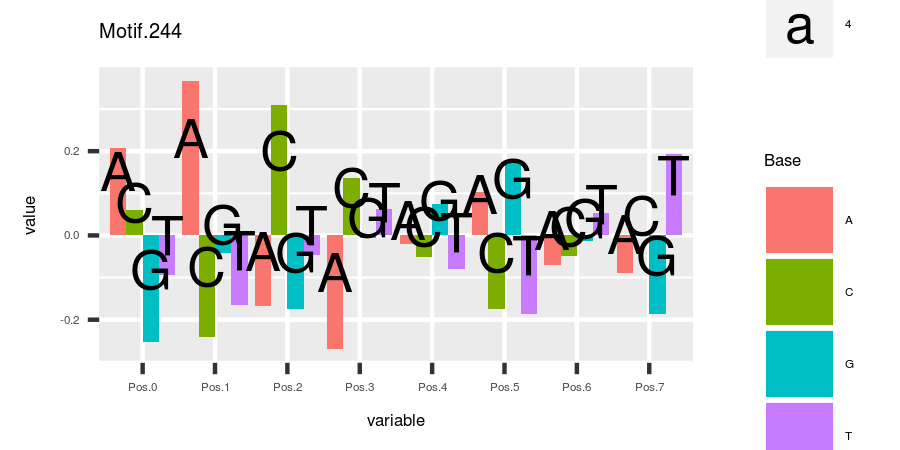 Motif.244
a 4
value
0.2
0.0
-0.2
A C G T A C G T A C G T A C G T A C G T A C G T A C G T A C G T
Pos.0 Pos.1 Pos.2 Pos.3 Pos.4 Pos.5 Pos.6 Pos.7
variable
Base
A
C
G
T